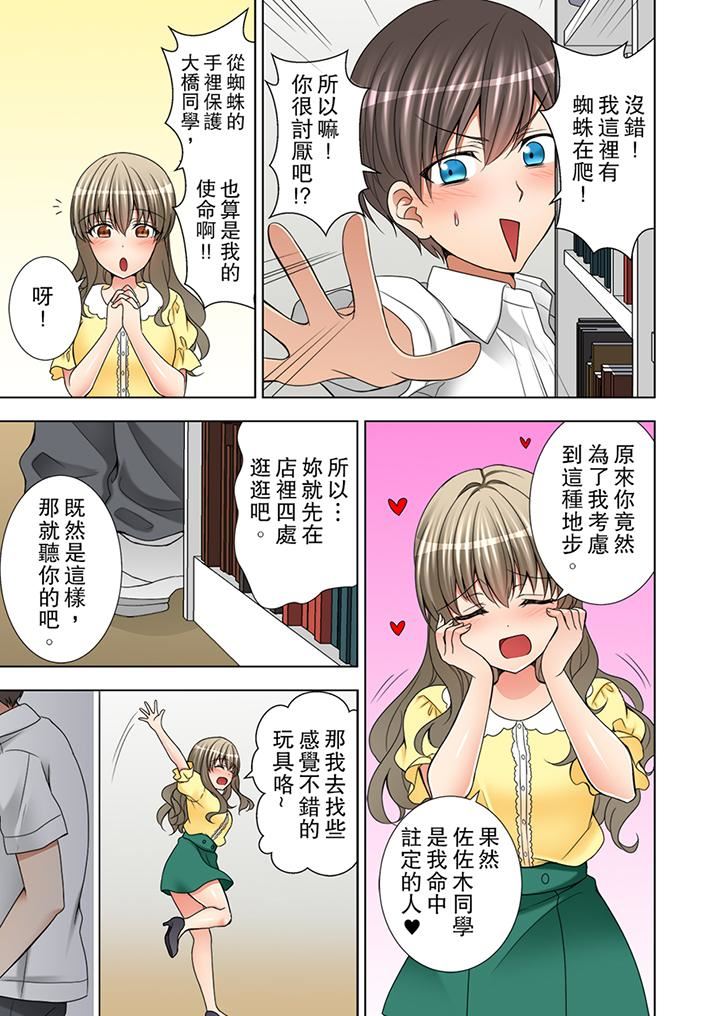 沒錯！
我這裡有
蜘蛛在爬！
所以嘛！
你很討厭吧！？
從蜘蛛的
手裡保護
大橋同學，
也算是我的
使命啊！！
呀！
原來你竟然
為了我考慮
到這種地步。
果然
佐佐木同學
是我命中
註定的人♥
所以…
妳就先在
店裡四處
逛逛吧。
既然是這樣，
那就聽你的吧。
那我去找些
感覺不錯的
玩具咯~